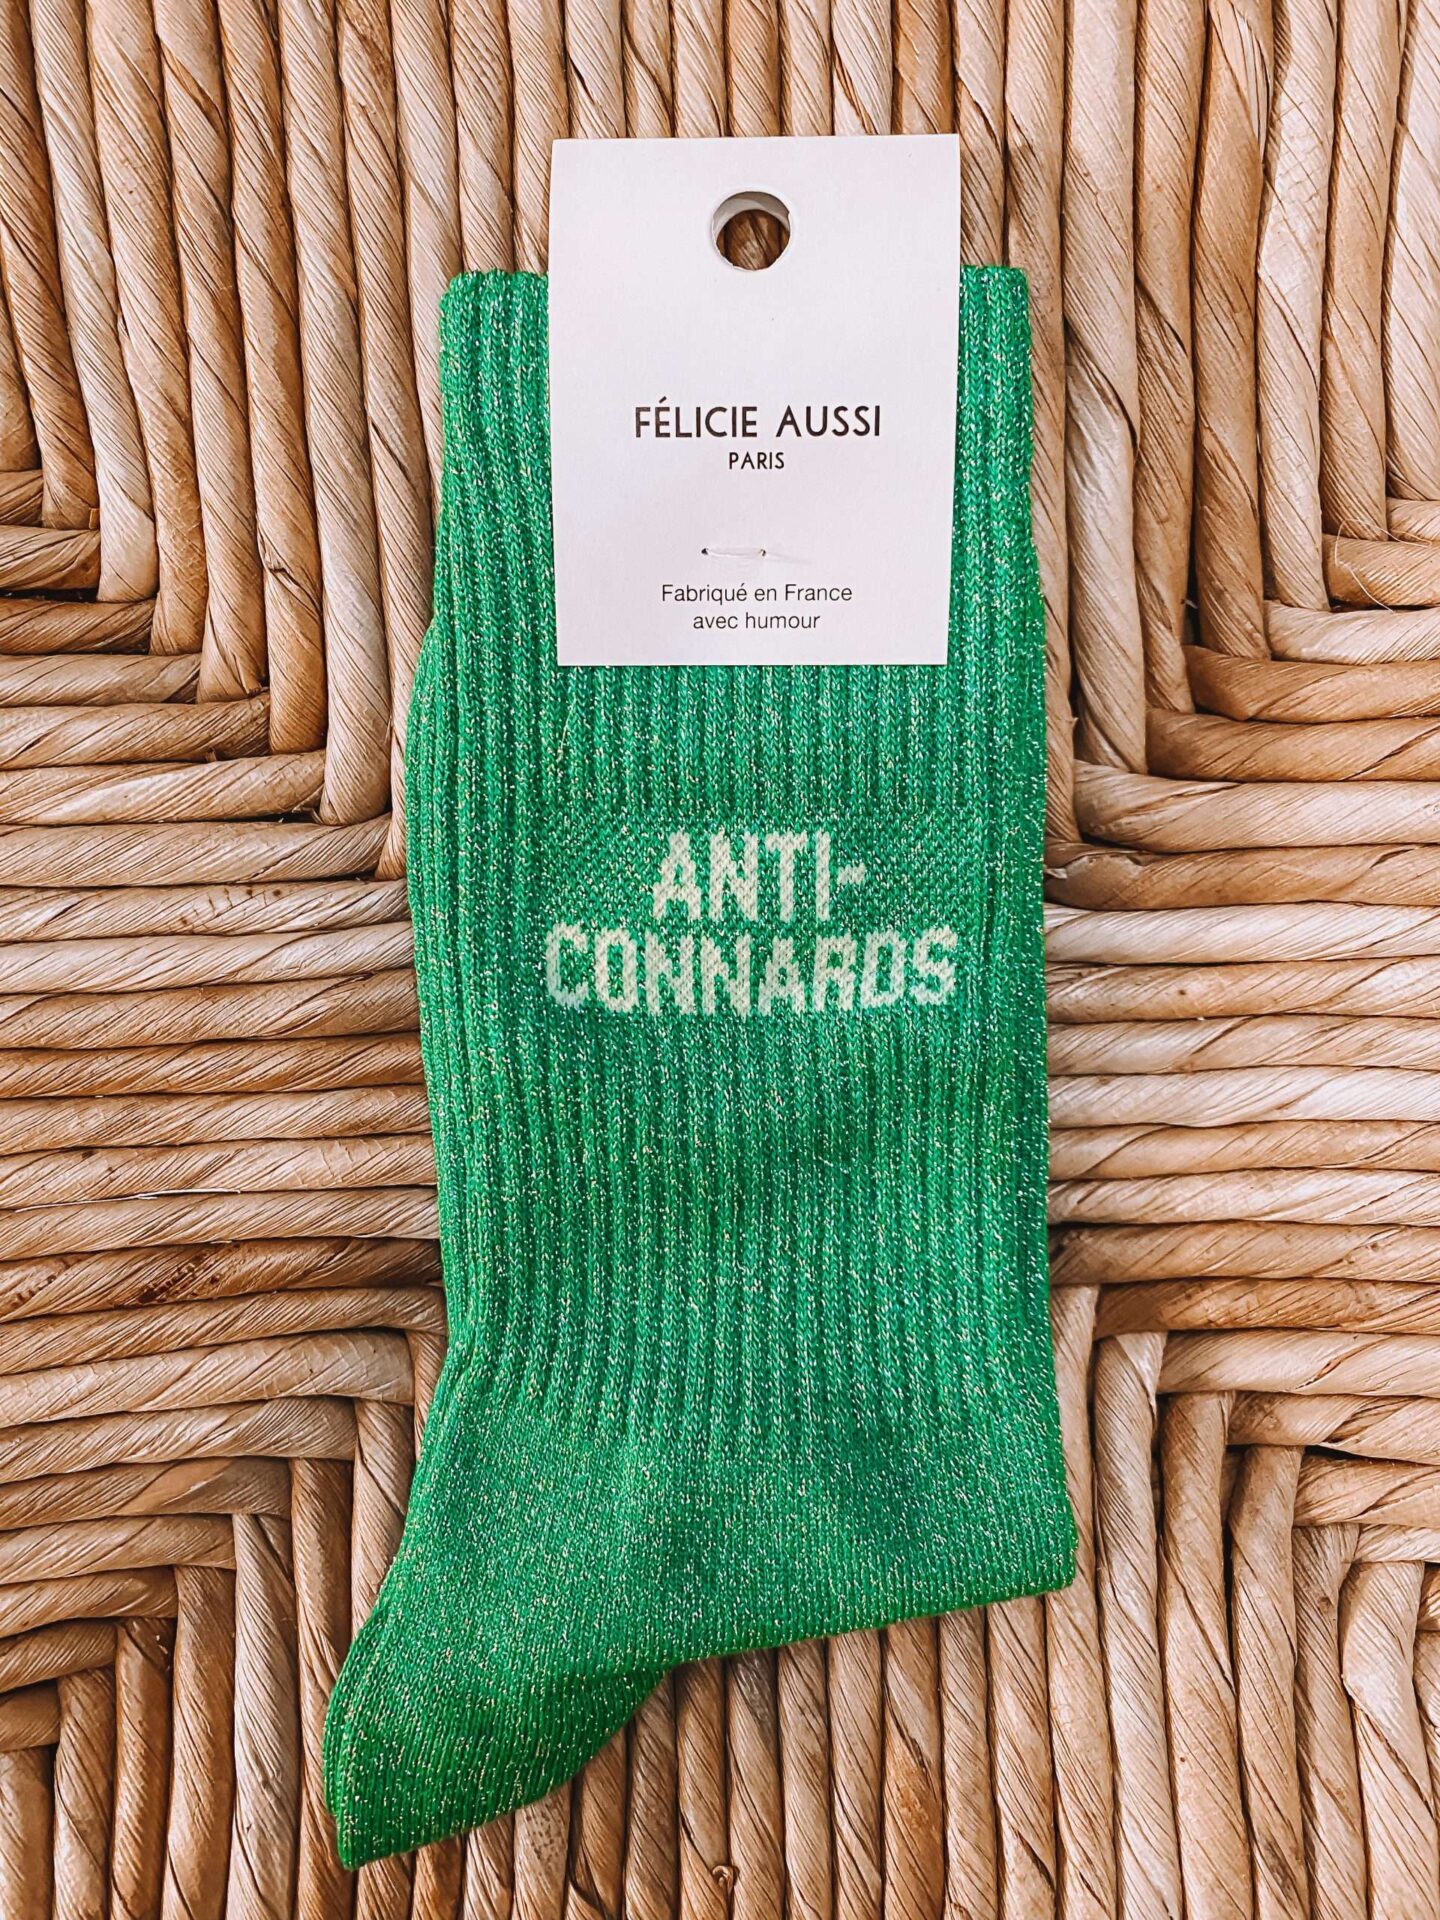 FÉLICIE AUSSI
PARIS
Fabriqué en France
avec humour
ANTI-
CONNARDS